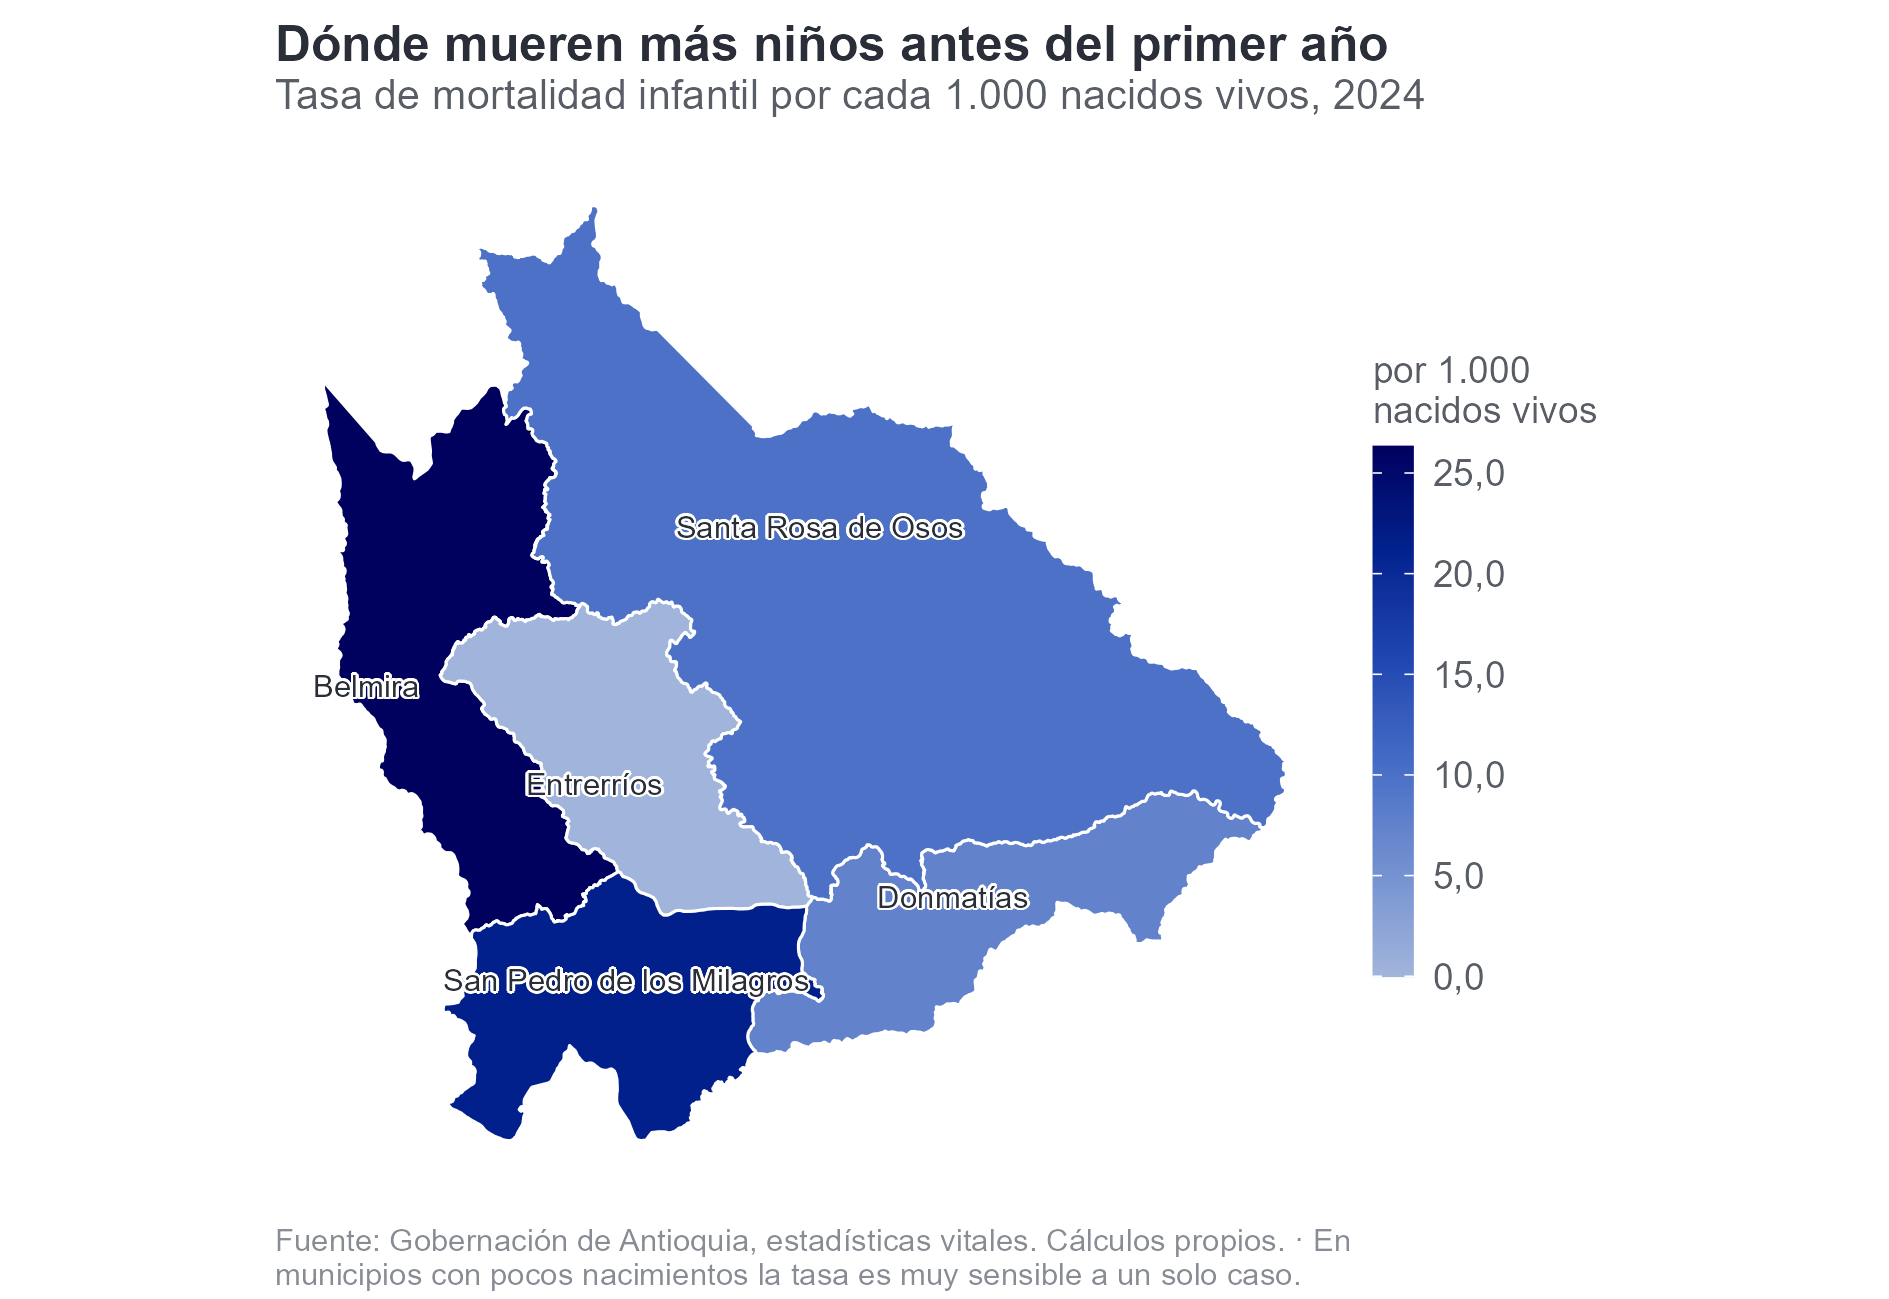 Dónde mueren más niños antes del primer año
Tasa de mortalidad infantil por cada 1.000 nacidos vivos, 2024
por 1.000
nacidos vivos
25,0
20,0
15,0
10,0
5,0
0,0
Santa Rosa de Osos
Belmira
Entrerríos
Donmatías
San Pedro de los Milagros
Fuente: Gobernación de Antioquia, estadísticas vitales. Cálculos propios. · En
municipios con pocos nacimientos la tasa es muy sensible a un solo caso.